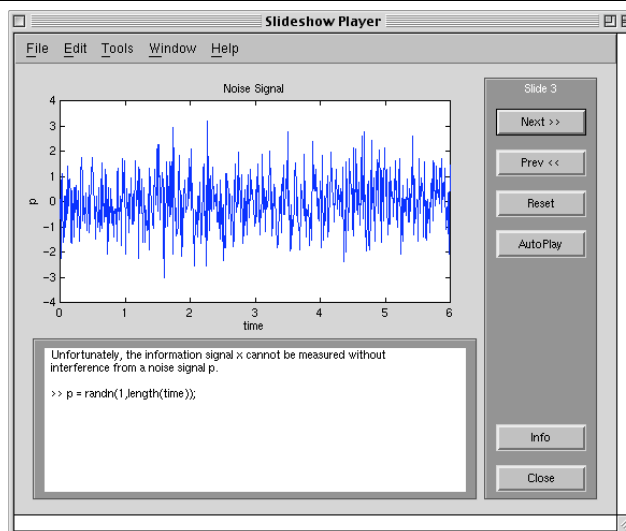 Slideshow Player
File Edit Tools Window Help
Noise Signal
4
3
2
1
0
−1
−2
−3
−4
p
0 1 2 3 4 5 6
time
Unfortunately, the information signal x cannot be measured without
interference from a noise signal p.
>> p = randn(1,length(time));
Slide 3
Next >>
Prev <<
Reset
AutoPlay
Info
Close